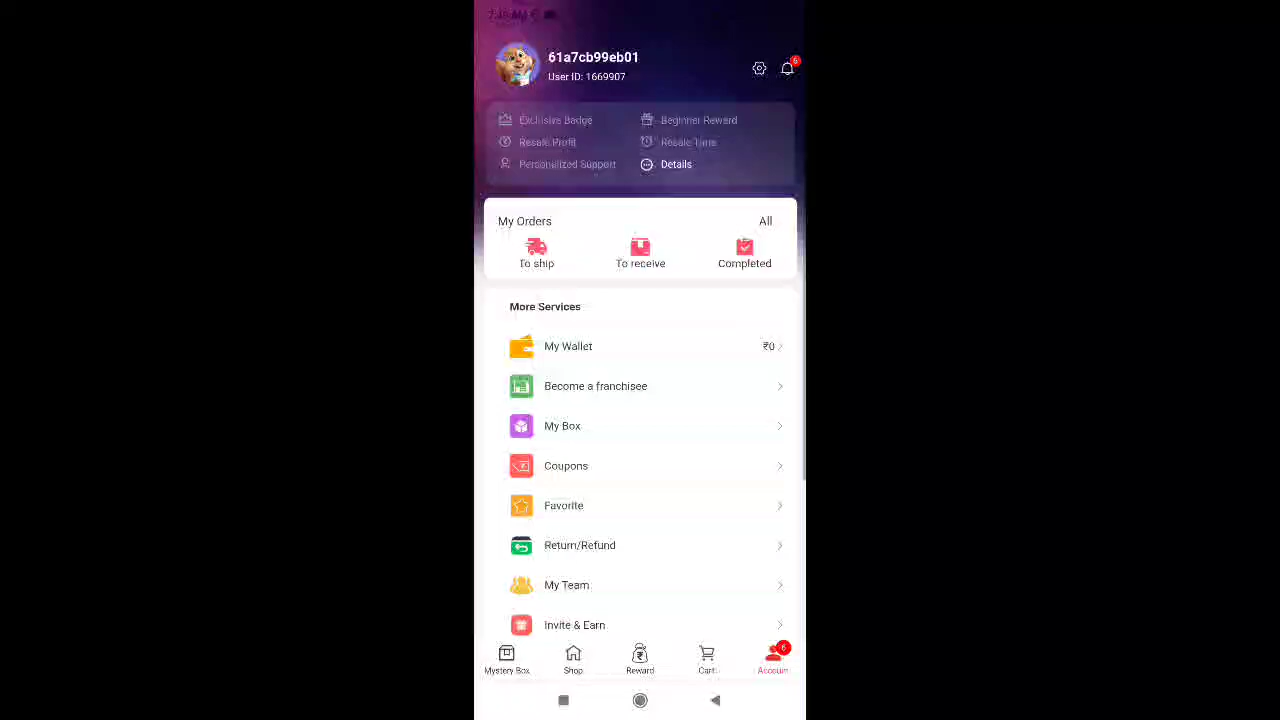 61a7cb99eb01
6
User ID: 1669907
Exclusive Badge
Beginner Reward
Resale Profit
Resale Time
Personalized Support
Details
My Orders
All
To ship
To receive
Completed
More Services
My Wallet
₹0
Become a franchisee
My Box
Coupons
Favorite
Return/Refund
My Team
Invite & Earn
6
Mystery Box
Shop
Reward
Cart
Account